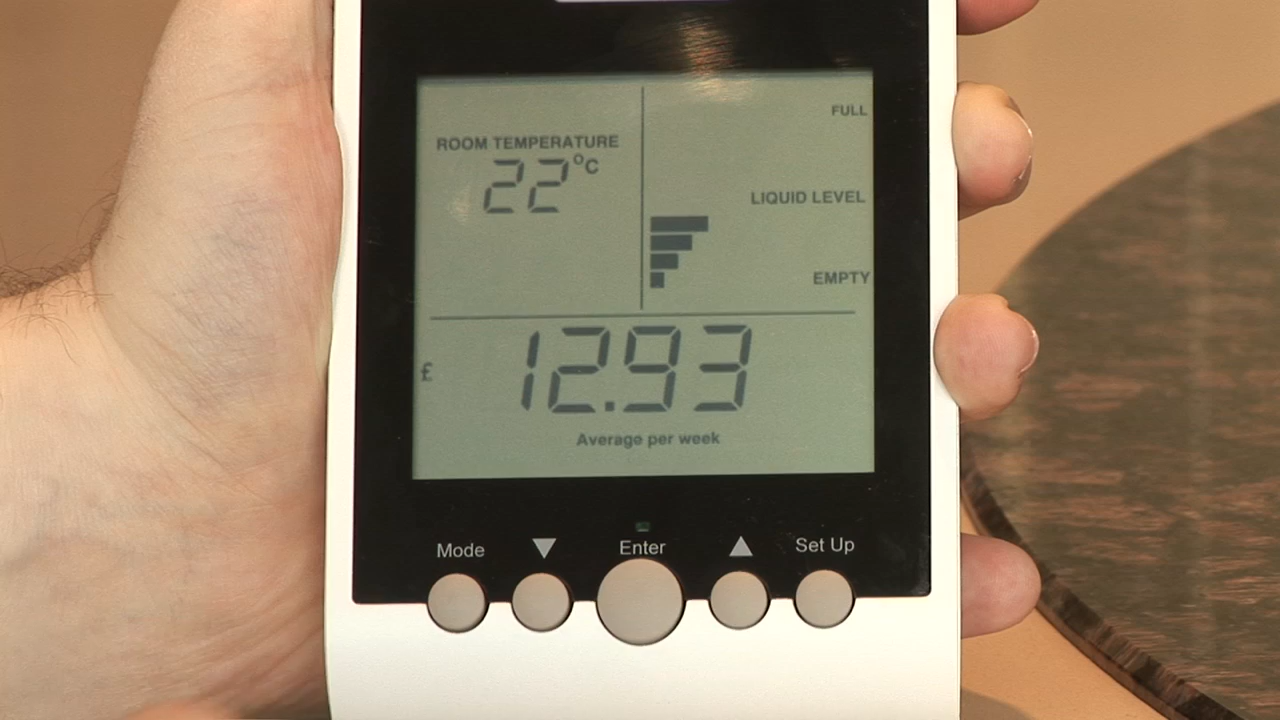 FULL
ROOM TEMPERATURE
22°C
LIQUID LEVEL
EMPTY
£ 12.93
Average per week
Mode ▼ Enter ▲ Set Up